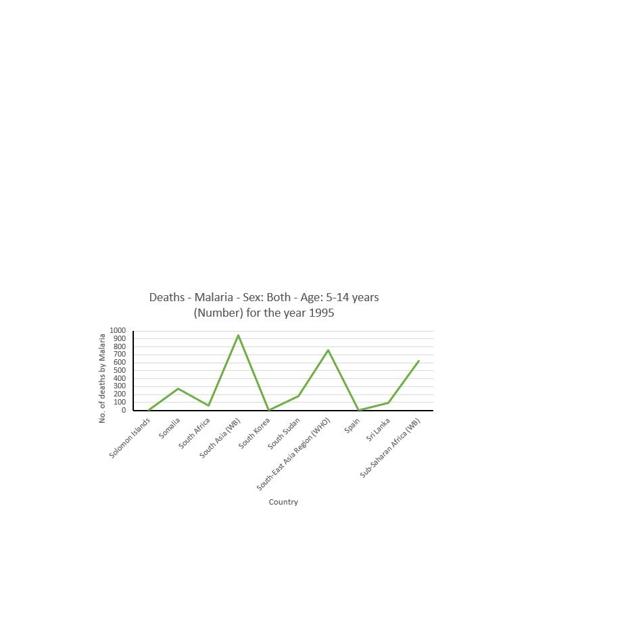 Deaths - Malaria - Sex: Both - Age: 5-14 years
(Number) for the year 1995
No. of deaths by Malaria
1000
900
800
700
600
500
400
300
200
100
0
Solomon Islands
Somalia
South Africa
South Asia (WB)
South Korea
South Sudan
South-East Asia Region (WHO)
Spain
Sri Lanka
Sub-Saharan Africa (WB)
Country